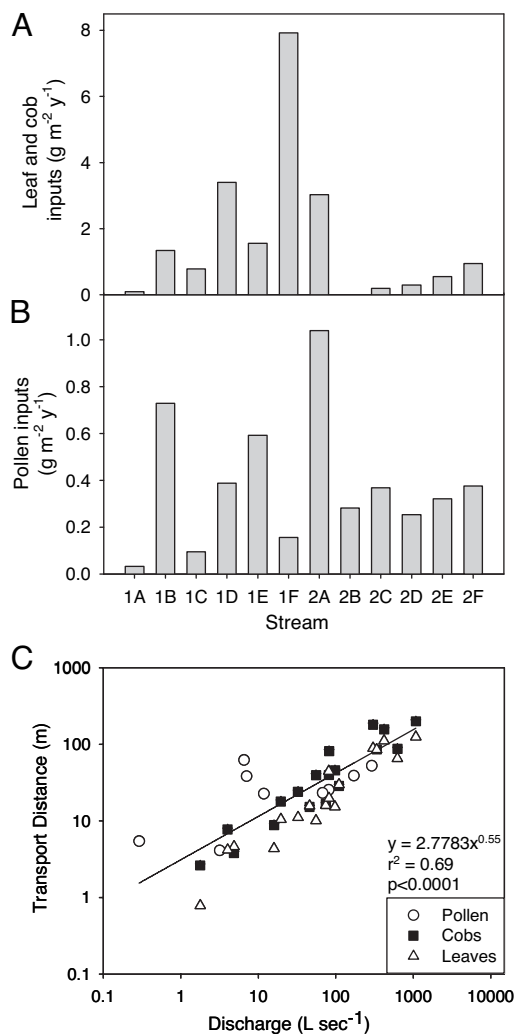 A
Leaf and cob
inputs (g m⁻² y⁻¹)
8
6
4
2
0
B
Pollen inputs
(g m⁻² y⁻¹)
1.0
0.8
0.6
0.4
0.2
0.0
1A 1B 1C 1D 1E 1F 2A 2B 2C 2D 2E 2F
Stream
C
Transport Distance (m)
1000
100
10
1
0.1
y = 2.7783x⁰·⁵⁵
r² = 0.69
p<0.0001
Pollen
Cobs
Leaves
0.1 1 10 100 1000 10000
Discharge (L sec⁻¹)